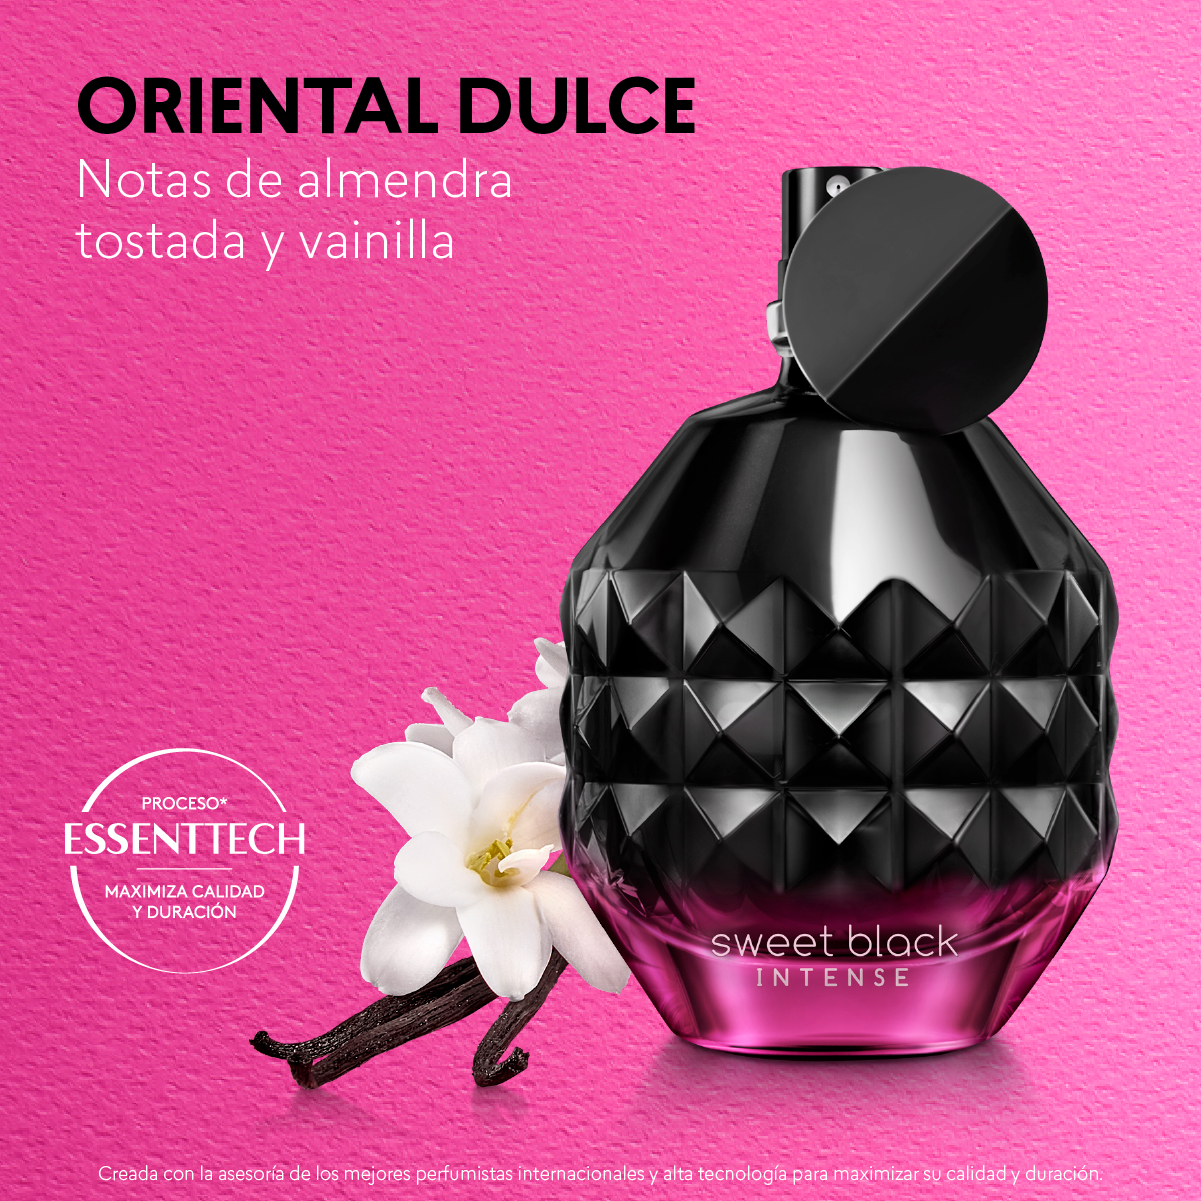 ORIENTAL DULCE
Notas de almendra
tostada y vainilla
PROCESO*
ESSENTTECH
MAXIMIZA CALIDAD
Y DURACIÓN
sweet black
INTENSE
Creada con la asesoría de los mejores perfumistas internacionales y alta tecnología para maximizar su calidad y duración.